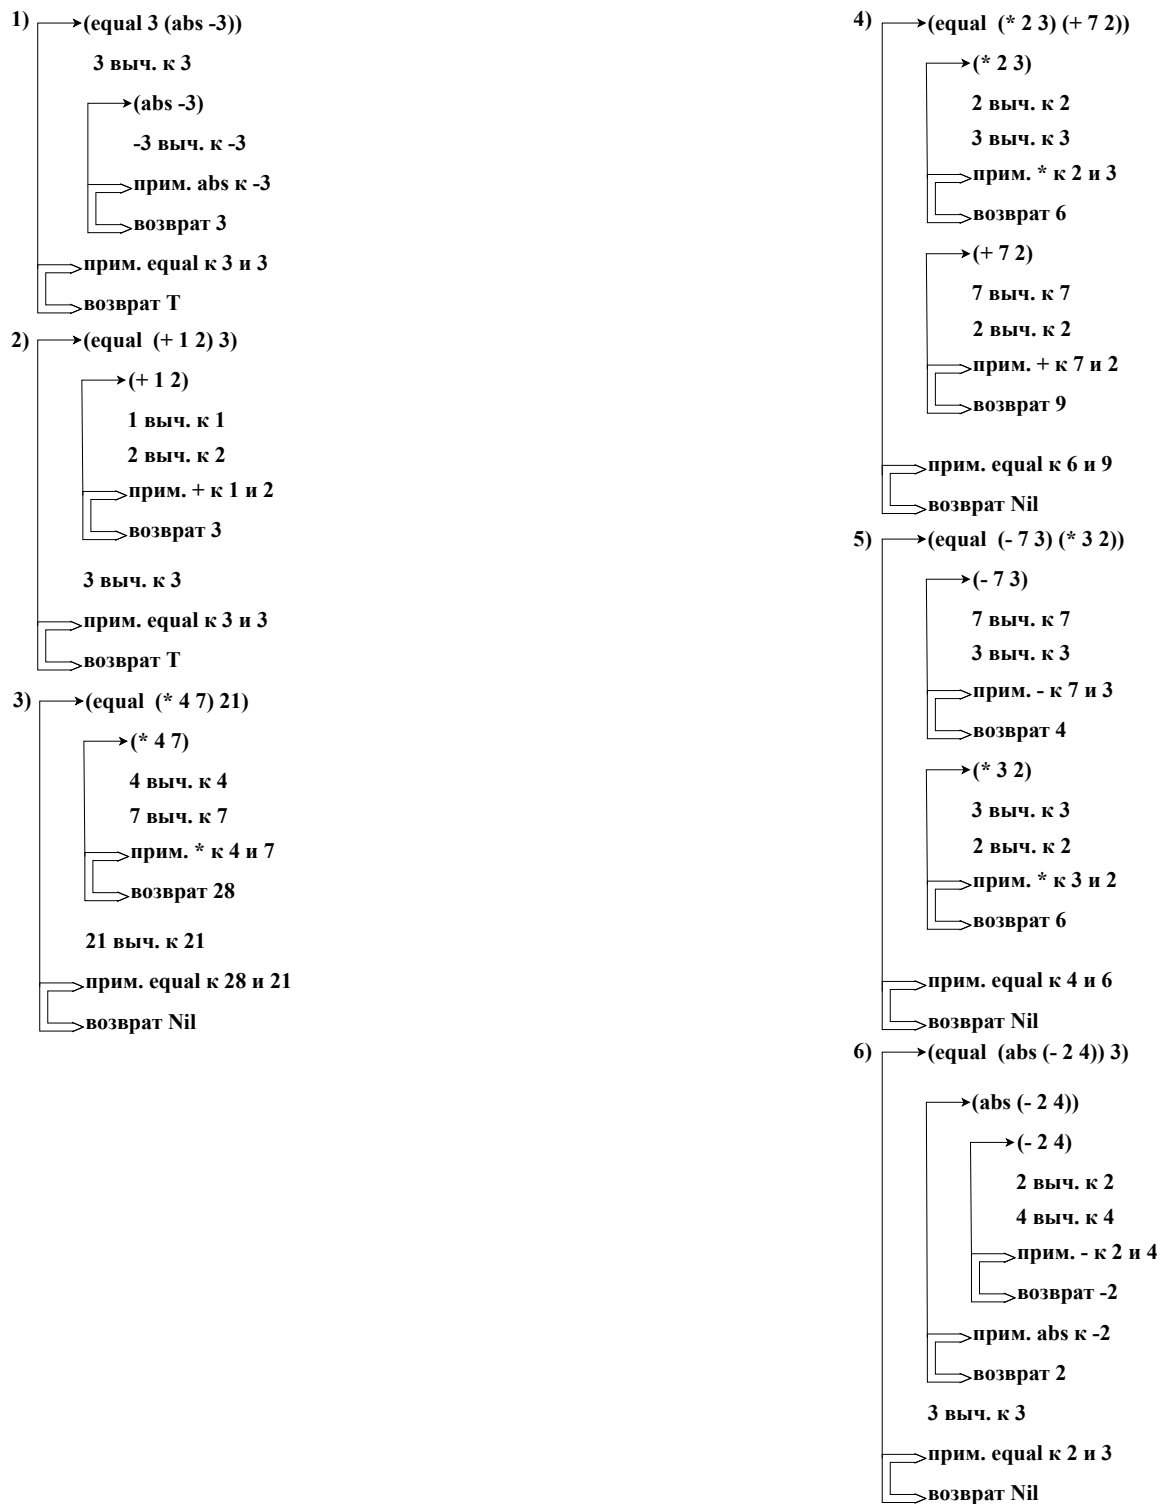 1) (equal 3 (abs -3))
3 выч. к 3
(abs -3)
-3 выч. к -3
прим. abs к -3
возврат 3
прим. equal к 3 и 3
возврат T
2) (equal (+ 1 2) 3)
(+ 1 2)
1 выч. к 1
2 выч. к 2
прим. + к 1 и 2
возврат 3
3 выч. к 3
прим. equal к 3 и 3
возврат T
3) (equal (* 4 7) 21)
(* 4 7)
4 выч. к 4
7 выч. к 7
прим. * к 4 и 7
возврат 28
21 выч. к 21
прим. equal к 28 и 21
возврат Nil
4) (equal (* 2 3) (+ 7 2))
(* 2 3)
2 выч. к 2
3 выч. к 3
прим. * к 2 и 3
возврат 6
(+ 7 2)
7 выч. к 7
2 выч. к 2
прим. + к 7 и 2
возврат 9
прим. equal к 6 и 9
возврат Nil
5) (equal (- 7 3) (* 3 2))
(- 7 3)
7 выч. к 7
3 выч. к 3
прим. - к 7 и 3
возврат 4
(* 3 2)
3 выч. к 3
2 выч. к 2
прим. * к 3 и 2
возврат 6
прим. equal к 4 и 6
возврат Nil
6) (equal (abs (- 2 4)) 3)
(abs (- 2 4))
(- 2 4)
2 выч. к 2
4 выч. к 4
прим. - к 2 и 4
возврат -2
прим. abs к -2
возврат 2
3 выч. к 3
прим. equal к 2 и 3
возврат Nil